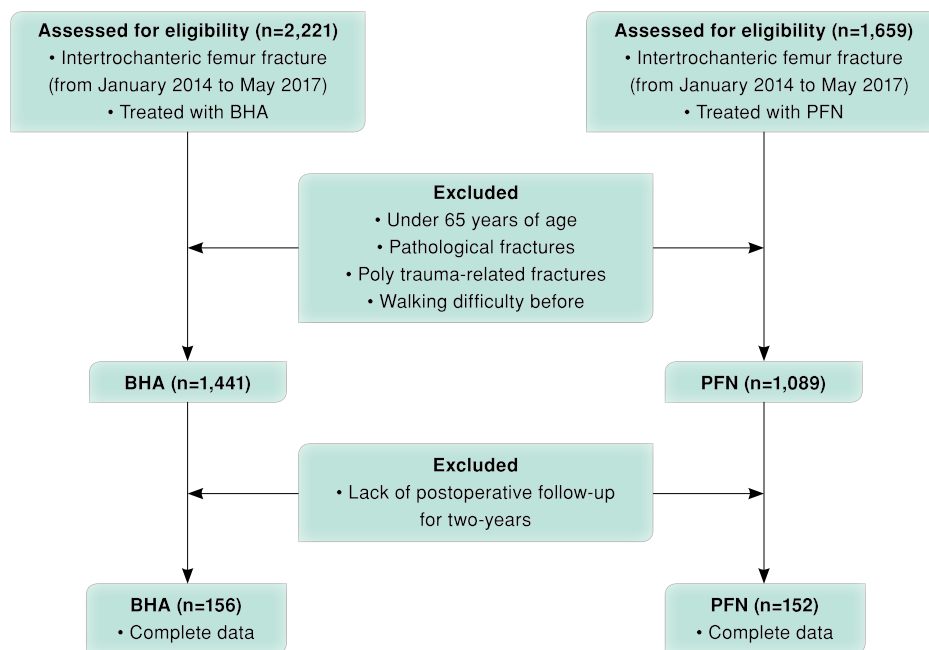 Assessed for eligibility (n=2,221)
• Intertrochanteric femur fracture
(from January 2014 to May 2017)
• Treated with BHA
Assessed for eligibility (n=1,659)
• Intertrochanteric femur fracture
(from January 2014 to May 2017)
• Treated with PFN
Excluded
• Under 65 years of age
• Pathological fractures
• Poly trauma-related fractures
• Walking difficulty before
BHA (n=1,441)
PFN (n=1,089)
Excluded
• Lack of postoperative follow-up
for two-years
BHA (n=156)
• Complete data
PFN (n=152)
• Complete data